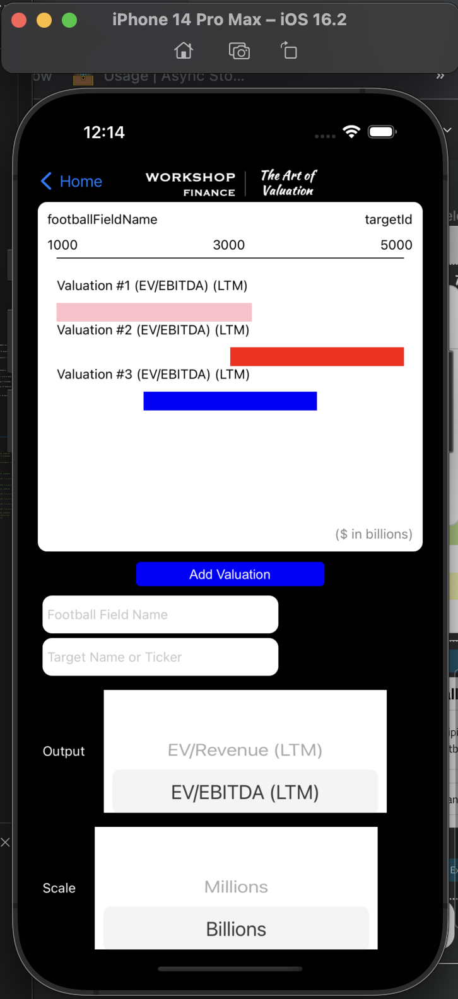 iPhone 14 Pro Max – iOS 16.2
ow Usage | Async Sto... »
12:14
Home
WORKSHOP
FINANCE
The Art of
Valuation
footballFieldName targetId
1000 3000 5000
Valuation #1 (EV/EBITDA) (LTM)
Valuation #2 (EV/EBITDA) (LTM)
Valuation #3 (EV/EBITDA) (LTM)
($ in billions)
Add Valuation
Football Field Name
Target Name or Ticker
Output
EV/Revenue (LTM)
EV/EBITDA (LTM)
Scale
Millions
Billions